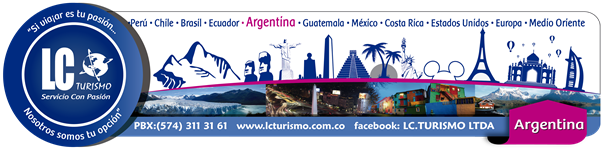 "Si viajar es tu pasión...
LC
TURISMO
Servicio Con Pasión
Nosotros somos tu opción"
Perú • Chile • Brasil • Ecuador • Argentina • Guatemala • México • Costa Rica • Estados Unidos • Europa • Medio Oriente
PBX:(574) 311 31 61 www.lcturismo.com.co facebook: LC.TURISMO LTDA
Argentina